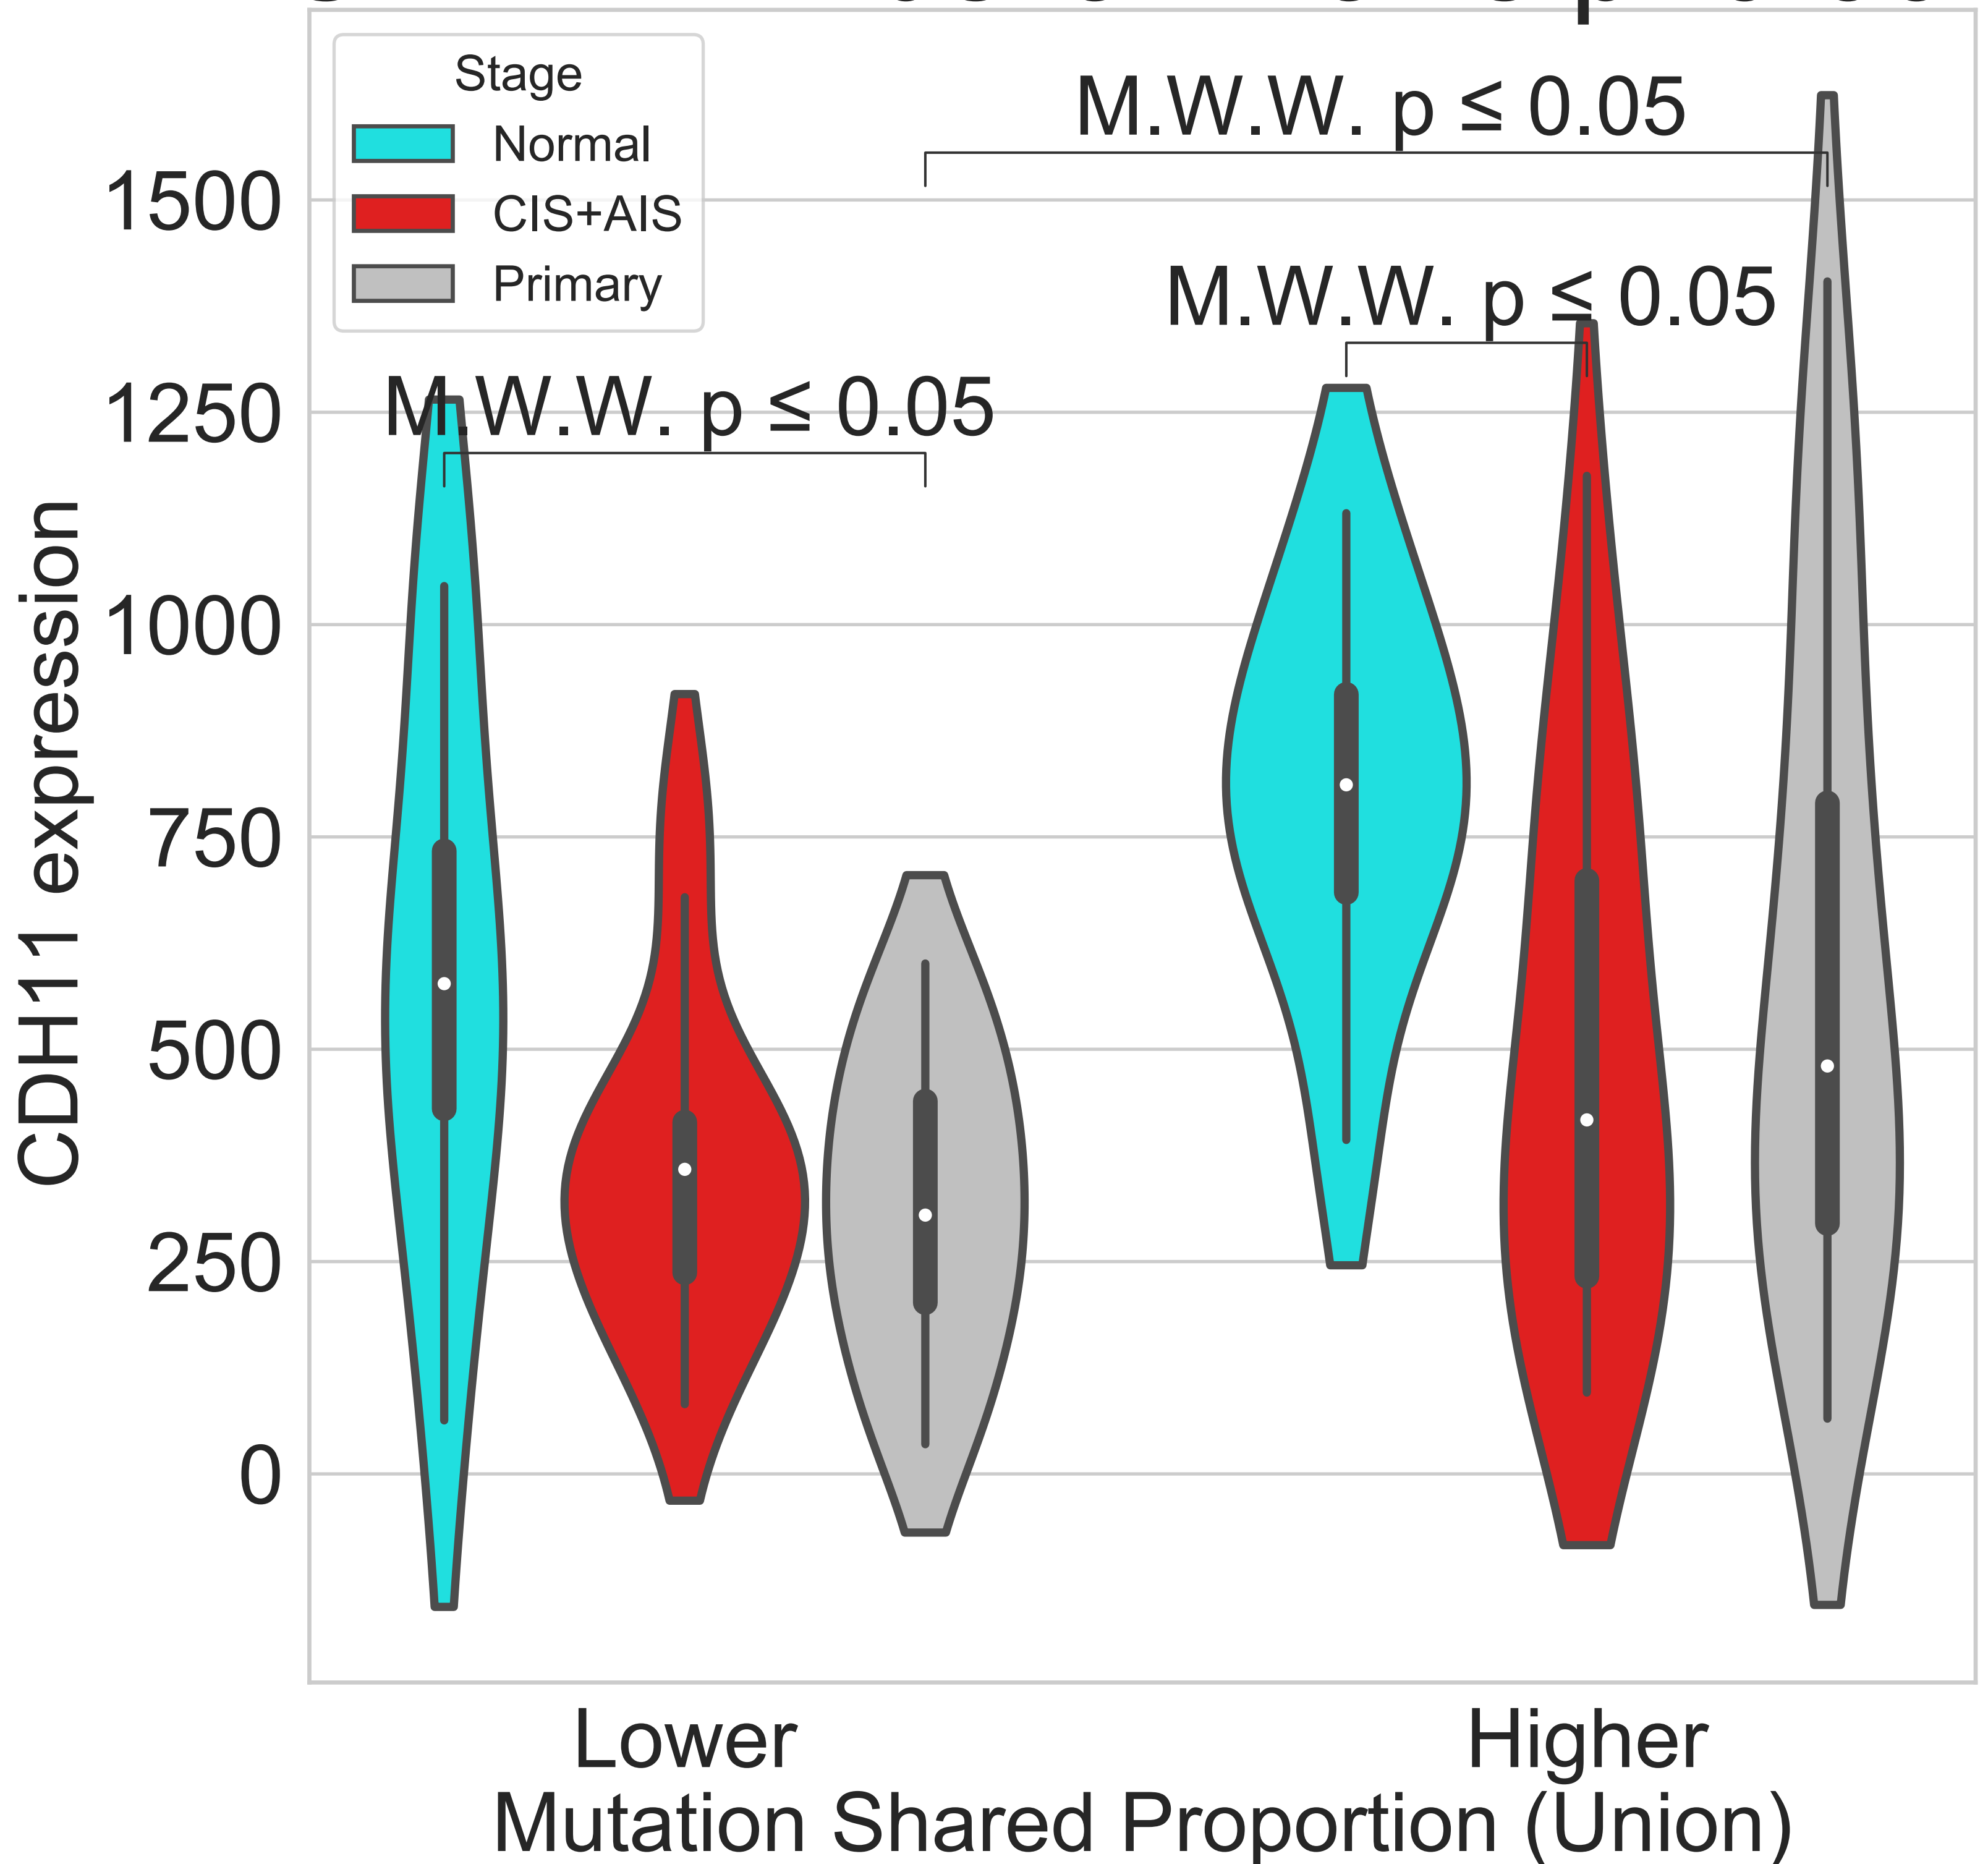 Stage
Normal
CIS+AIS
Primary
M.W.W. p ≤ 0.05
M.W.W. p ≤ 0.05
M.W.W. p ≤ 0.05
1500
1250
1000
750
500
250
0
CDH11 expression
Lower
Higher
Mutation Shared Proportion (Union)